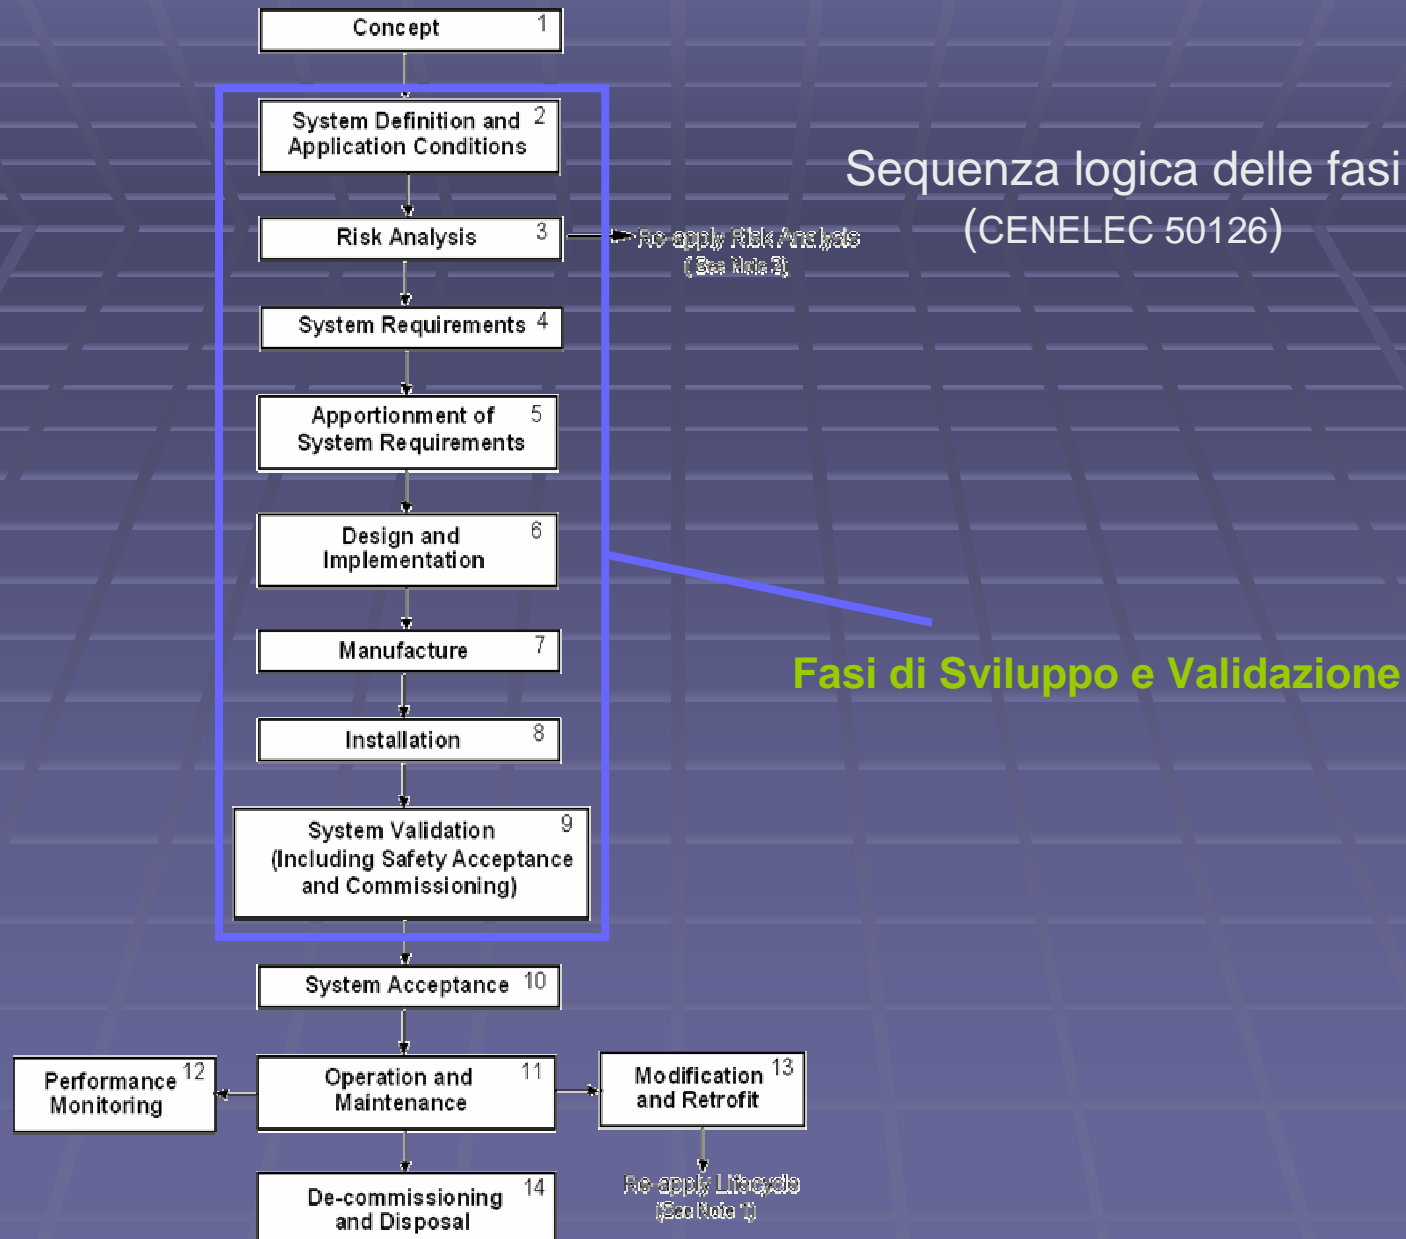 Concept 1
System Definition and 2
Application Conditions
Sequenza logica delle fasi
(CENELEC 50126)
Risk Analysis 3
Re-apply Risk Analysis
(See Note 2)
System Requirements 4
Apportionment of 5
System Requirements
Design and 6
Implementation
Manufacture 7
Fasi di Sviluppo e Validazione
Installation 8
System Validation 9
(Including Safety Acceptance
and Commissioning)
System Acceptance 10
Performance 12
Monitoring
Operation and 11
Maintenance
Modification 13
and Retrofit
De-commissioning 14
and Disposal
Re-apply Lifecycle
(See Note 1)